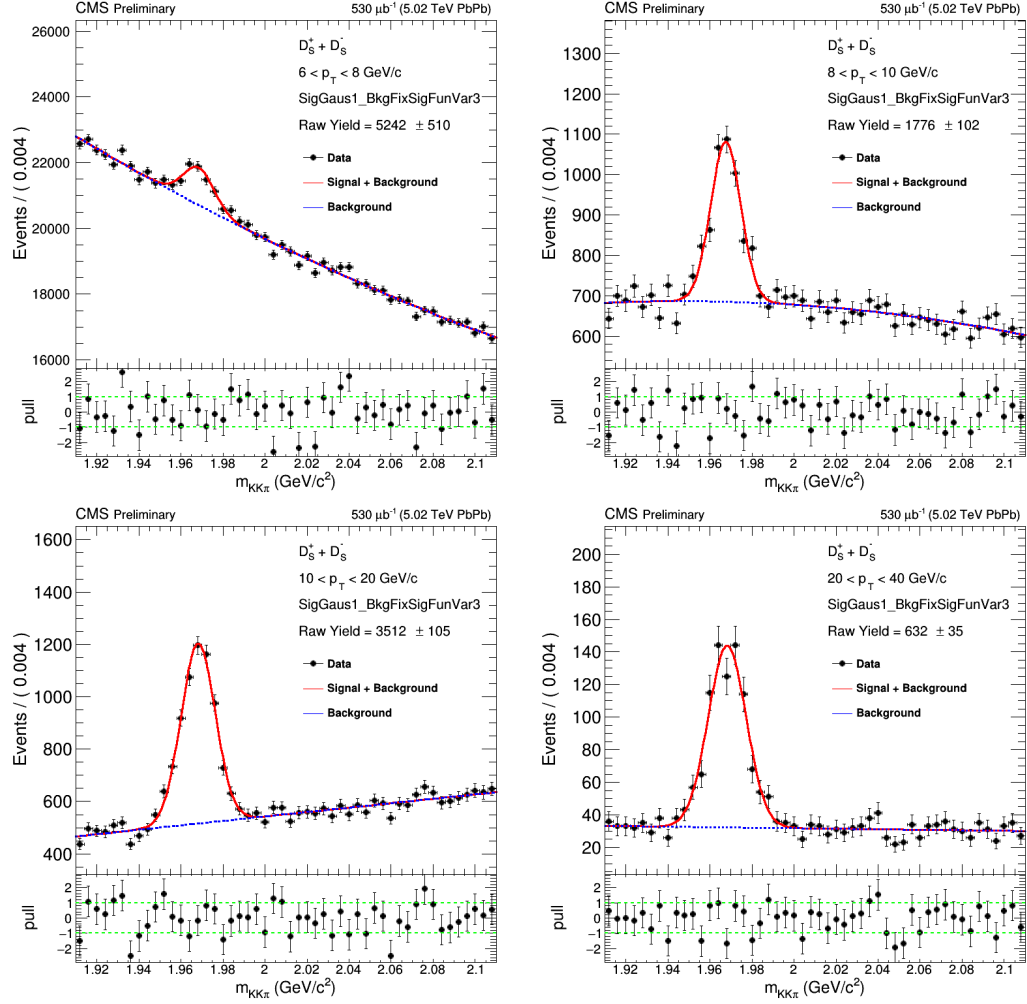 CMS Preliminary 530 μb⁻¹ (5.02 TeV PbPb)
26000
24000
22000
20000
18000
16000
Events / ( 0.004 )
D_S^+ + D_S^-
6 < p_T < 8 GeV/c
SigGaus1_BkgFixSigFunVar3
Raw Yield = 5242 ± 510
Data
Signal + Background
Background
2
1
0
−1
−2
pull
1.92 1.94 1.96 1.98 2 2.02 2.04 2.06 2.08 2.1
m_KKπ (GeV/c²)
CMS Preliminary 530 μb⁻¹ (5.02 TeV PbPb)
1300
1200
1100
1000
900
800
700
600
Events / ( 0.004 )
D_S^+ + D_S^-
8 < p_T < 10 GeV/c
SigGaus1_BkgFixSigFunVar3
Raw Yield = 1776 ± 102
Data
Signal + Background
Background
2
1
0
−1
−2
pull
1.92 1.94 1.96 1.98 2 2.02 2.04 2.06 2.08 2.1
m_KKπ (GeV/c²)
CMS Preliminary 530 μb⁻¹ (5.02 TeV PbPb)
1600
1400
1200
1000
800
600
400
Events / ( 0.004 )
D_S^+ + D_S^-
10 < p_T < 20 GeV/c
SigGaus1_BkgFixSigFunVar3
Raw Yield = 3512 ± 105
Data
Signal + Background
Background
2
1
0
−1
−2
pull
1.92 1.94 1.96 1.98 2 2.02 2.04 2.06 2.08 2.1
m_KKπ (GeV/c²)
CMS Preliminary 530 μb⁻¹ (5.02 TeV PbPb)
200
180
160
140
120
100
80
60
40
20
Events / ( 0.004 )
D_S^+ + D_S^-
20 < p_T < 40 GeV/c
SigGaus1_BkgFixSigFunVar3
Raw Yield = 632 ± 35
Data
Signal + Background
Background
2
1
0
−1
−2
pull
1.92 1.94 1.96 1.98 2 2.02 2.04 2.06 2.08 2.1
m_KKπ (GeV/c²)